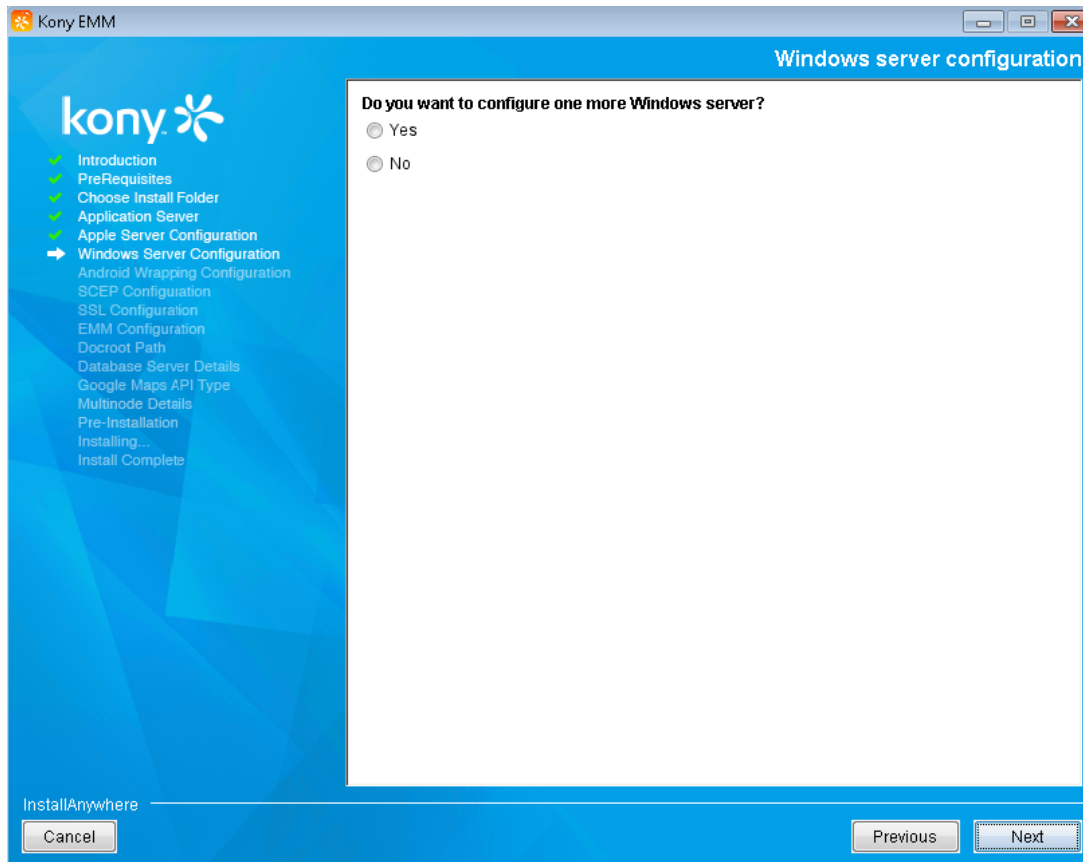 Kony EMM
Windows server configuration
kony
Introduction
PreRequisites
Choose Install Folder
Application Server
Apple Server Configuration
Windows Server Configuration
Android Wrapping Configuration
SCEP Configuration
SSL Configuration
EMM Configuration
Docroot Path
Database Server Details
Google Maps API Type
Multinode Details
Pre-Installation
Installing...
Install Complete
Do you want to configure one more Windows server?
Yes
No
InstallAnywhere
Cancel
Previous
Next